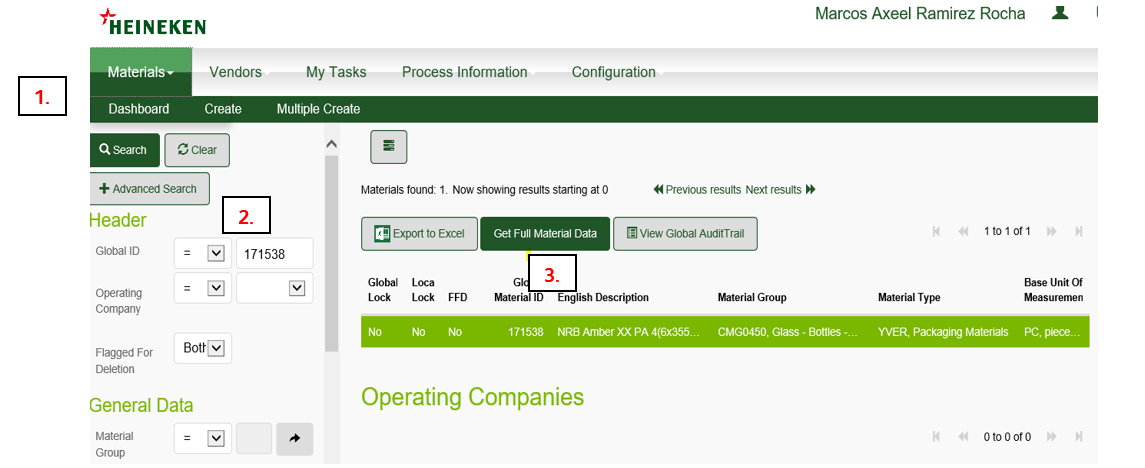 HEINEKEN
Marcos Axeel Ramirez Rocha
1.
Materials Vendors My Tasks Process Information Configuration
Dashboard Create Multiple Create
Search Clear
Advanced Search
Header
2.
Global ID = 171538
Operating = 
Company
Flagged For Both
Deletion
General Data
Material =
Group
Materials found: 1. Now showing results starting at 0 Previous results Next results
Export to Excel Get Full Material Data View Global AuditTrail 1 to 1 of 1
3.
Global Loca Glo Base Unit Of
Lock Lock FFD Material ID English Description Material Group Material Type Measuremen
No No No 171538 NRB Amber XX PA 4(6x355... CMG0450, Glass - Bottles -... YVER, Packaging Materials PC, piece...
Operating Companies
0 to 0 of 0